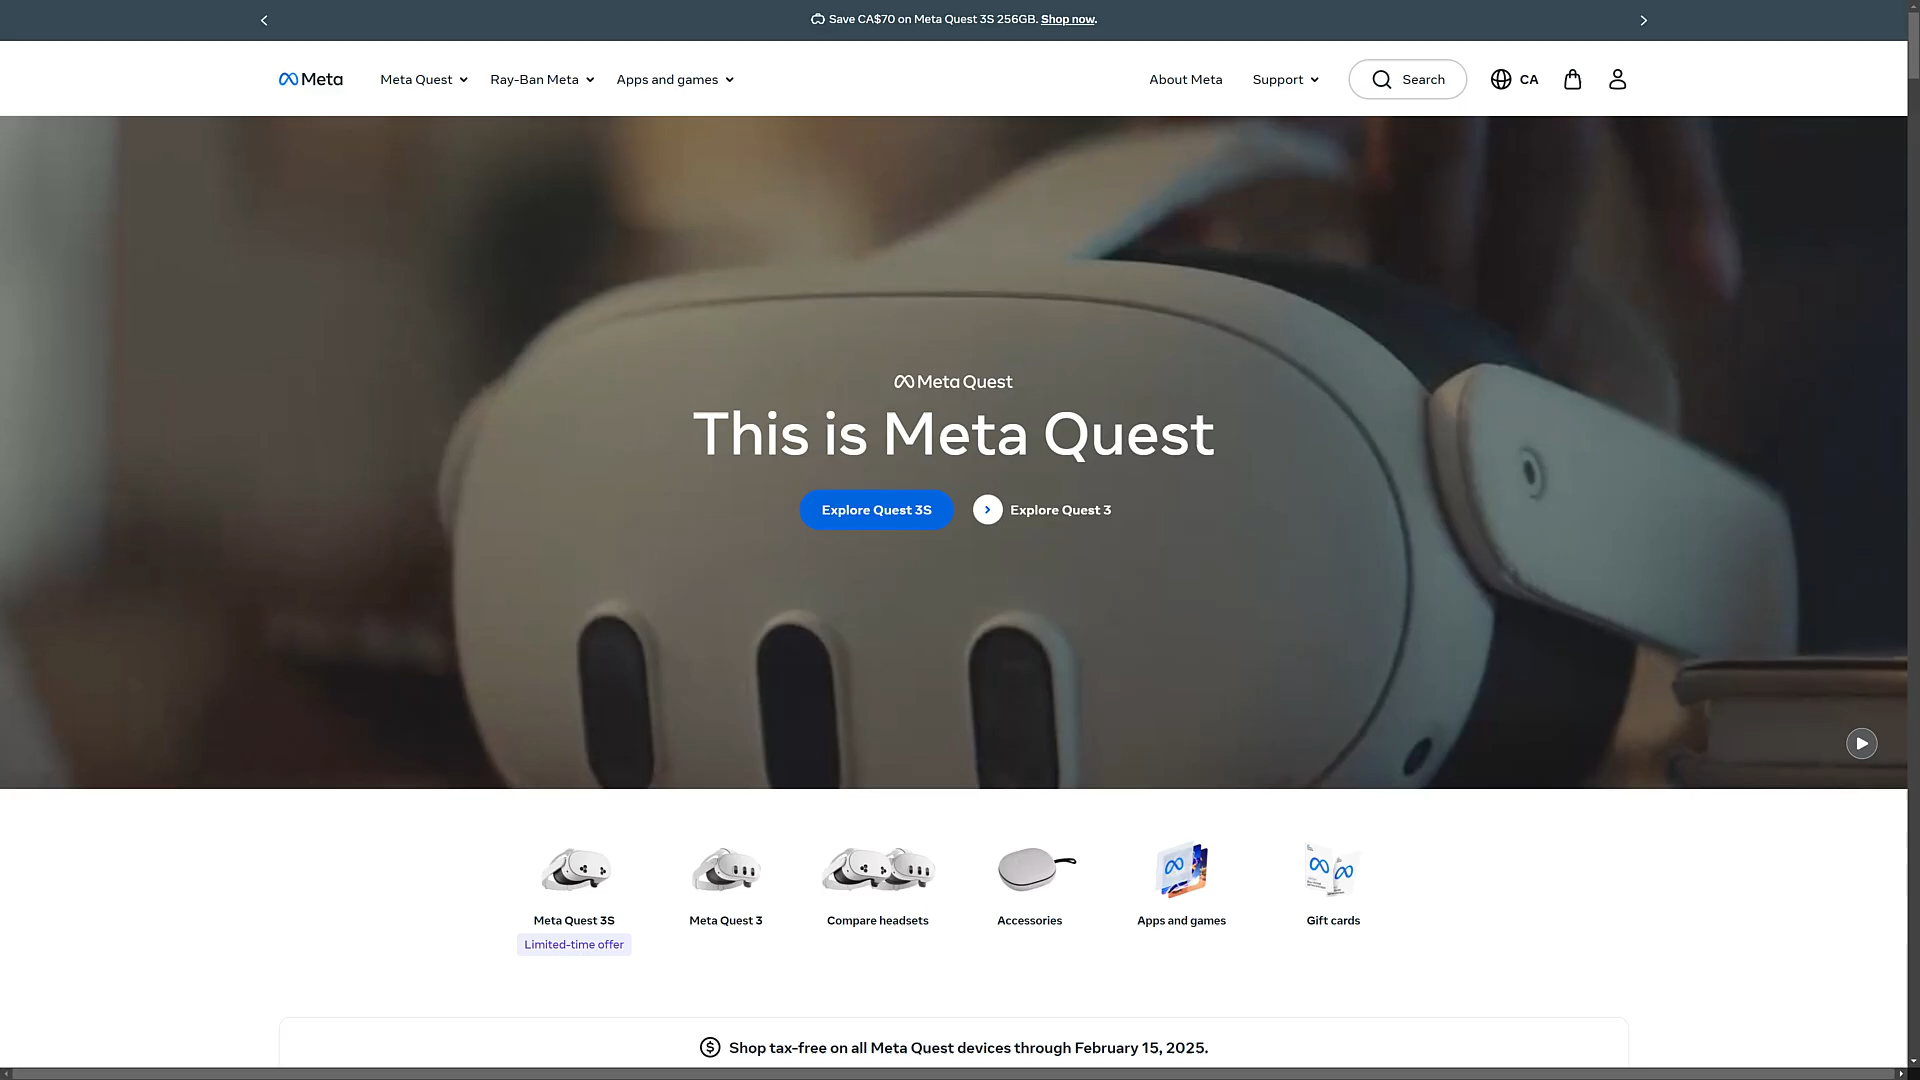 Save CA$70 on Meta Quest 3S 256GB. Shop now.
Meta
Meta Quest
Ray-Ban Meta
Apps and games
About Meta
Support
Search
CA
Meta Quest
This is Meta Quest
Explore Quest 3S
Explore Quest 3
Meta Quest 3S
Limited-time offer
Meta Quest 3
Compare headsets
Accessories
Apps and games
Gift cards
Shop tax-free on all Meta Quest devices through February 15, 2025.